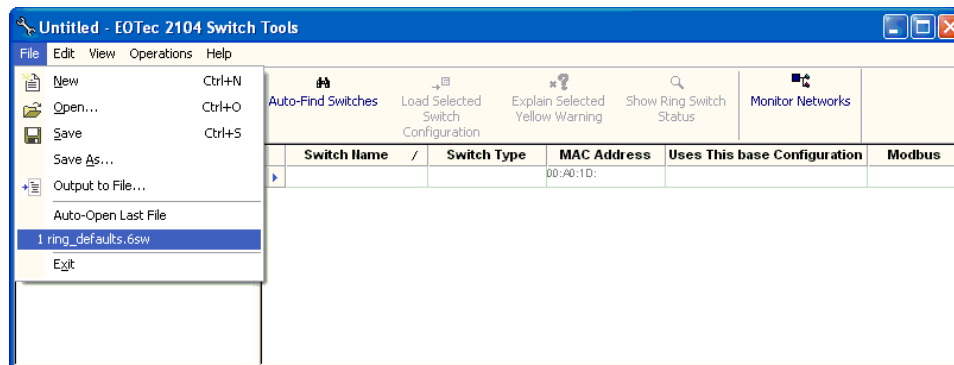 Untitled - EOTec 2104 Switch Tools
File Edit View Operations Help
New Ctrl+N
Open... Ctrl+O
Save Ctrl+S
Save As...
Output to File...
Auto-Open Last File
1 ring_defaults.6sw
Exit
Auto-Find Switches
Load Selected
Switch
Configuration
Explain Selected
Yellow Warning
Show Ring Switch
Status
Monitor Networks
Switch Name / Switch Type MAC Address Uses This base Configuration Modbus
00:A0:1D: